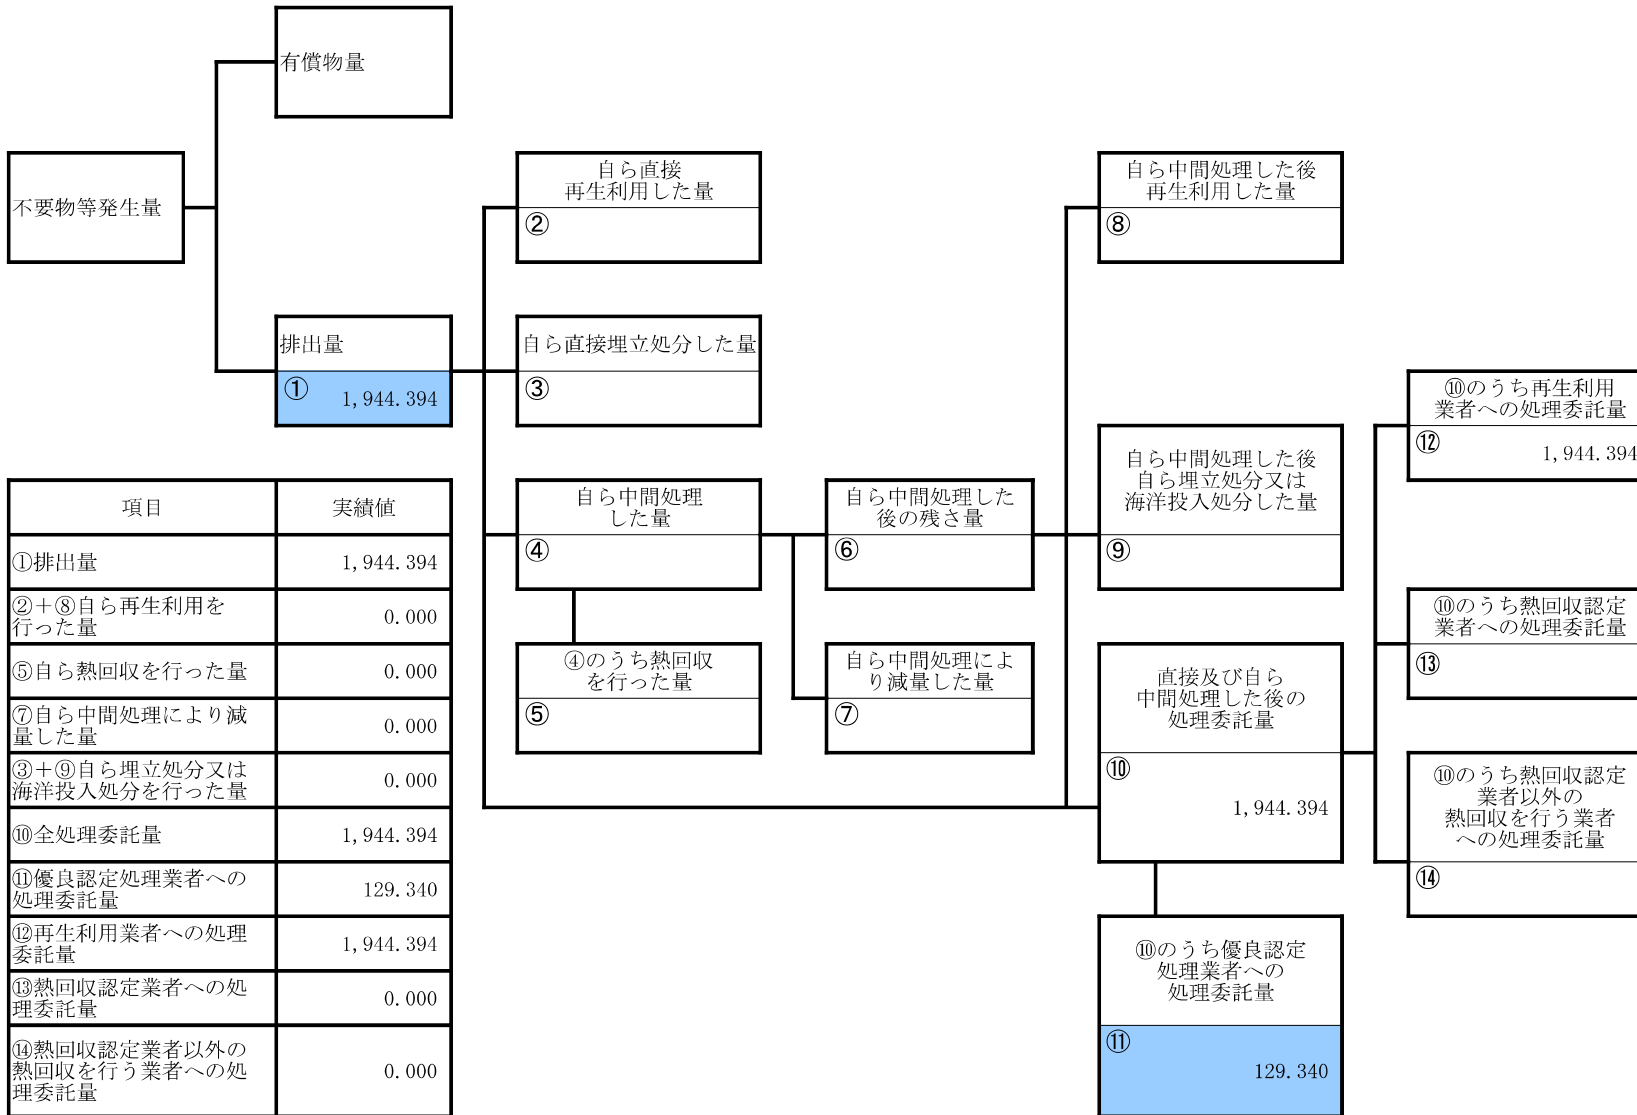 有償物量
不要物等発生量
自ら直接
再生利用した量
②
自ら中間処理した後
再生利用した量
⑧
排出量
① 1,944.394
自ら直接埋立処分した量
③
⑩のうち再生利用
業者への処理委託量
⑫ 1,944.394
自ら中間処理
した量
④
自ら中間処理した
後の残さ量
⑥
自ら中間処理した後
自ら埋立処分又は
海洋投入処分した量
⑨
④のうち熱回収
を行った量
⑤
自ら中間処理によ
り減量した量
⑦
直接及び自ら
中間処理した後の
処理委託量
⑩
1,944.394
⑩のうち熱回収認定
業者への処理委託量
⑬
⑩のうち熱回収認定
業者以外の
熱回収を行う業者
への処理委託量
⑭
⑩のうち優良認定
処理業者への
処理委託量
⑪
129.340
項目 実績値
①排出量 1,944.394
②+⑧自ら再生利用を
行った量 0.000
⑤自ら熱回収を行った量 0.000
⑦自ら中間処理により減
量した量 0.000
③+⑨自ら埋立処分又は
海洋投入処分を行った量 0.000
⑩全処理委託量 1,944.394
⑪優良認定処理業者への
処理委託量 129.340
⑫再生利用業者への処理
委託量 1,944.394
⑬熱回収認定業者への処
理委託量 0.000
⑭熱回収認定業者以外の
熱回収を行う業者への処
理委託量 0.000